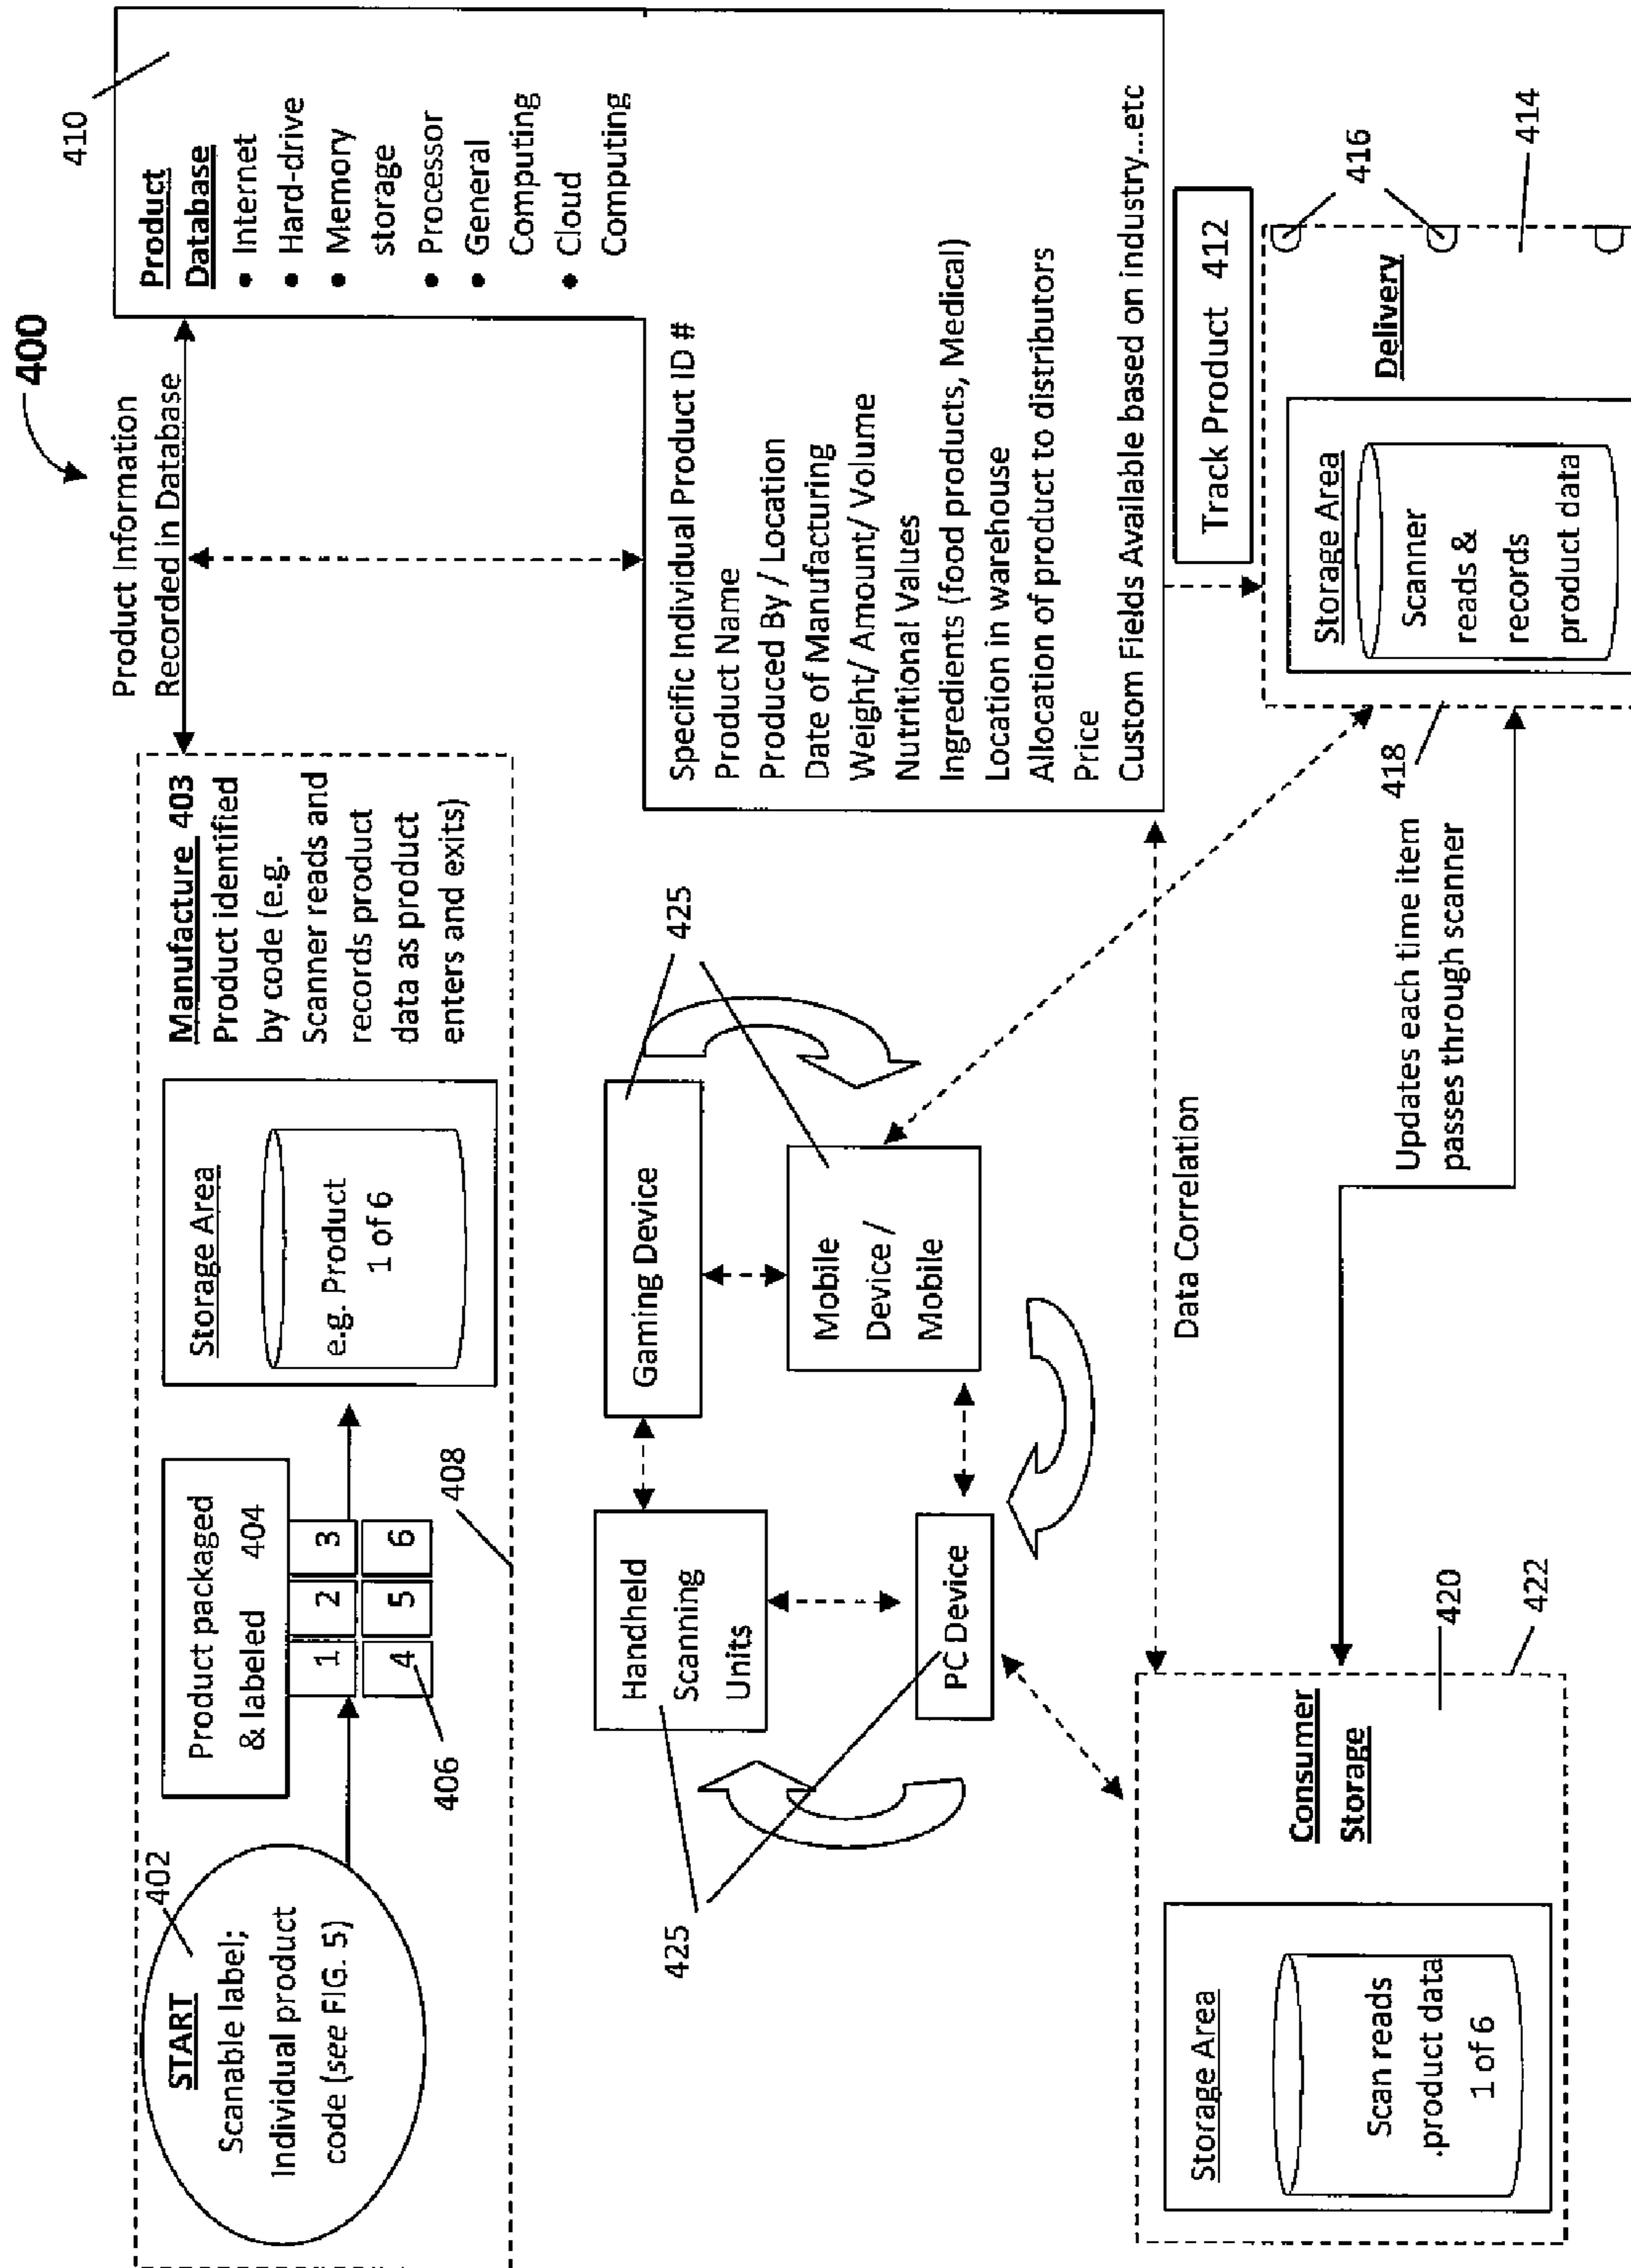 400
402
START
Scanable label;
Individual product
code (see FIG. 5)
Product packaged
& labeled 404
1 2 3
4 5 6
406
408
Storage Area
e.g. Product
1 of 6
Manufacture 403
Product identified
by code (e.g.
Scanner reads and
records product
data as product
enters and exits)
Product Information
Recorded in Database
410
Product
Database
• Internet
• Hard-drive
• Memory
storage
• Processor
• General
Computing
• Cloud
Computing
Specific Individual Product ID #
Product Name
Produced By / Location
Date of Manufacturing
Weight/ Amount/ Volume
Nutritional Values
Ingredients (food products, Medical)
Location in warehouse
Allocation of product to distributors
Price
Custom Fields Available based on industry...etc
425
Gaming Device
Handheld
Scanning
Units
Mobile
Device /
Mobile
PC Device
425
Data Correlation
Track Product 412
416
414
Delivery
Storage Area
Scanner
reads &
records
product data
418
Updates each time item
passes through scanner
Consumer
Storage
420
422
Storage Area
Scan reads
.product data
1 of 6